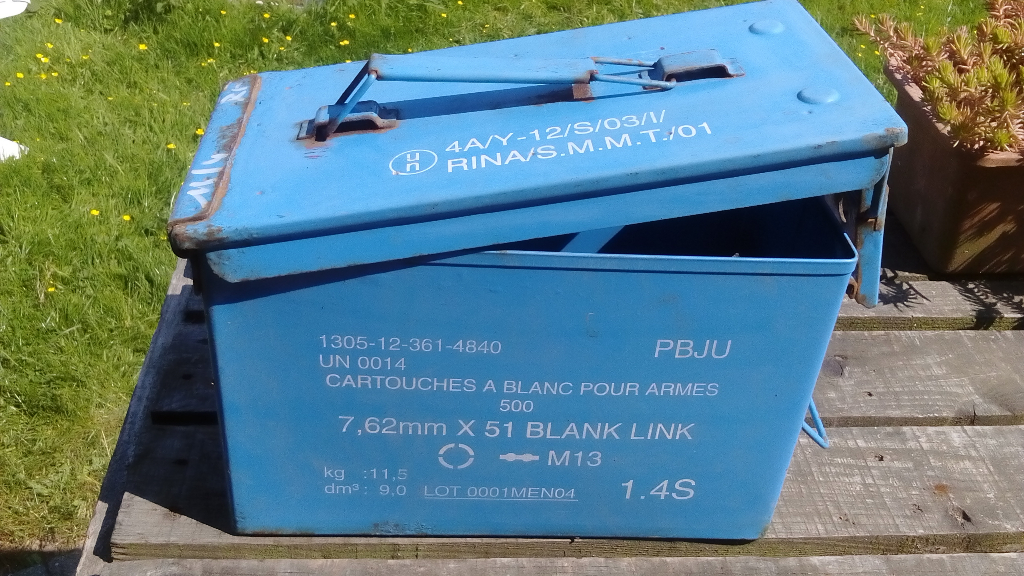 4A/Y-12/S/03/I/
RINA/S.M.M.T./01
1305-12-361-4840
PBJU
UN 0014
CARTOUCHES A BLANC POUR ARMES
500
7,62mm X 51 BLANK LINK
M13
kg :11,5
dm³: 9,0 LOT 0001MEN04
1.4S